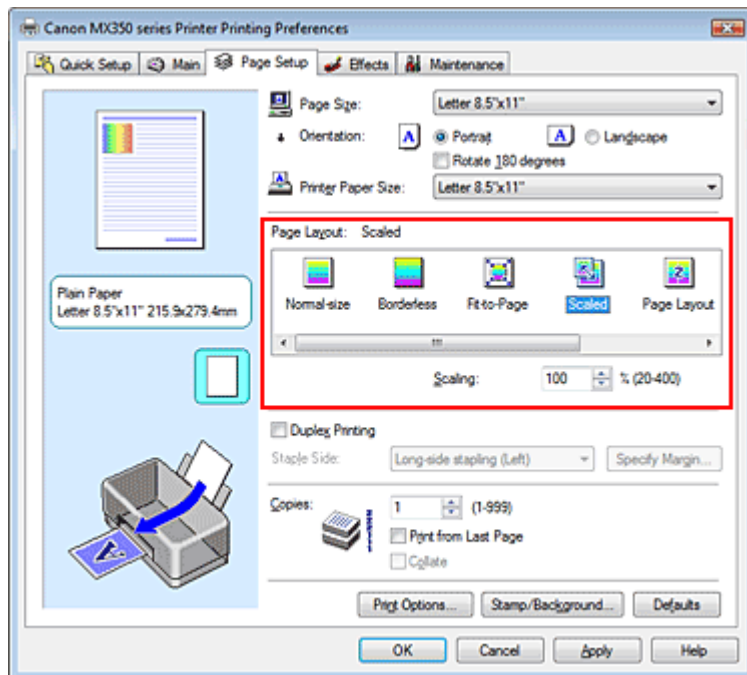 Canon MX350 series Printer Printing Preferences
Quick Setup Main Page Setup Effects Maintenance
Page Size: Letter 8.5"x11"
Orientation: A Portrait A Landscape
Rotate 180 degrees
Printer Paper Size: Letter 8.5"x11"
Page Layout: Scaled
Normal-size Borderless Fit-to-Page Scaled Page Layout
Plain Paper
Letter 8.5"x11" 215.9x279.4mm
Scaling: 100 % (20-400)
Duplex Printing
Staple Side: Long-side stapling (Left) Specify Margin...
Copies: 1 (1-999)
Print from Last Page
Collate
Print Options... Stamp/Background... Defaults
OK Cancel Apply Help